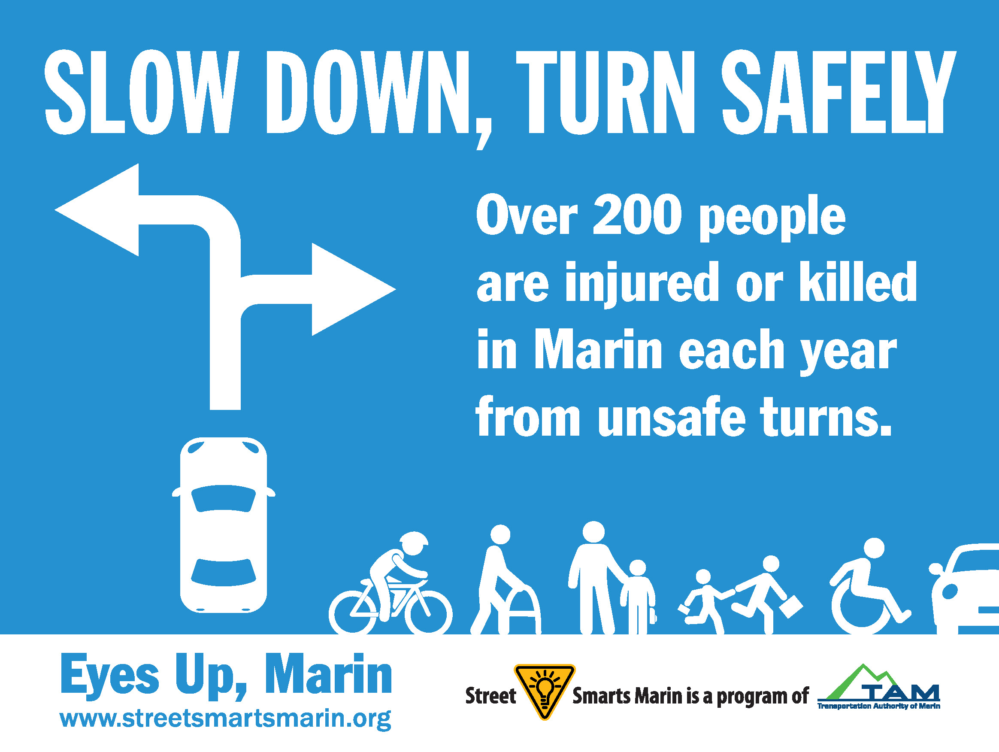 SLOW DOWN, TURN SAFELY
Over 200 people
are injured or killed
in Marin each year
from unsafe turns.
Eyes Up, Marin
www.streetsmartsmarin.org
Street Smarts Marin is a program of
TAM
Transportation Authority of Marin